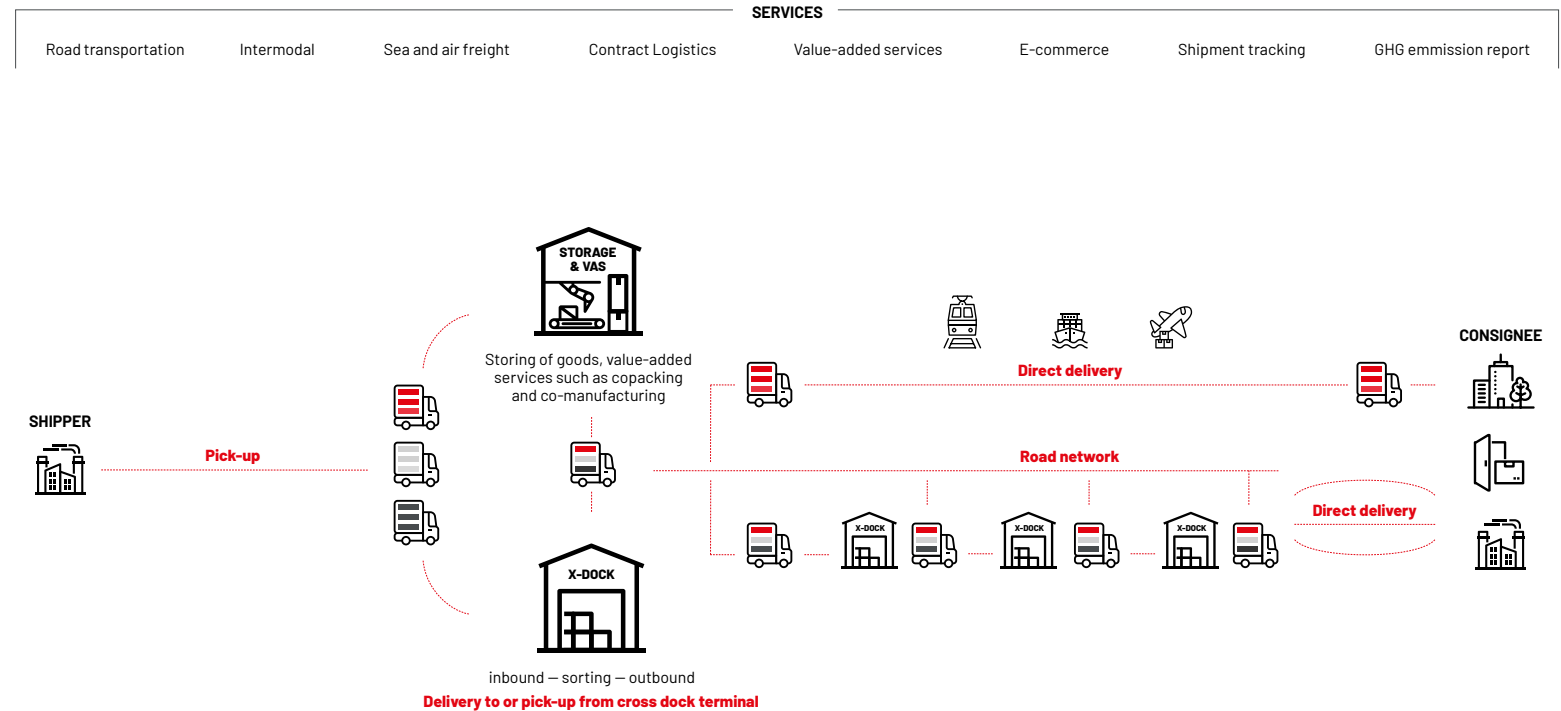 SERVICES
Road transportation
Intermodal
Sea and air freight
Contract Logistics
Value-added services
E-commerce
Shipment tracking
GHG emmission report
STORAGE
& VAS
Storing of goods, value-added
services such as copacking
and co-manufacturing
SHIPPER
Pick-up
Direct delivery
CONSIGNEE
Road network
Direct delivery
X-DOCK
X-DOCK
X-DOCK
X-DOCK
inbound — sorting — outbound
Delivery to or pick-up from cross dock terminal